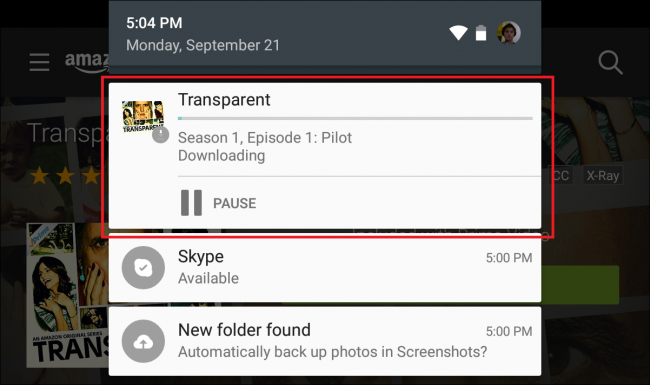 5:04 PM
Monday, September 21
amaz
Transpa
Transparent
TRANSPARENT
Season 1, Episode 1: Pilot
Downloading
PAUSE
CC X-Ray
Skype 5:00 PM
Available
Prime
New folder found 5:00 PM
Automatically back up photos in Screenshots?
AN AMAZON ORIGINAL SERIES
TRANS